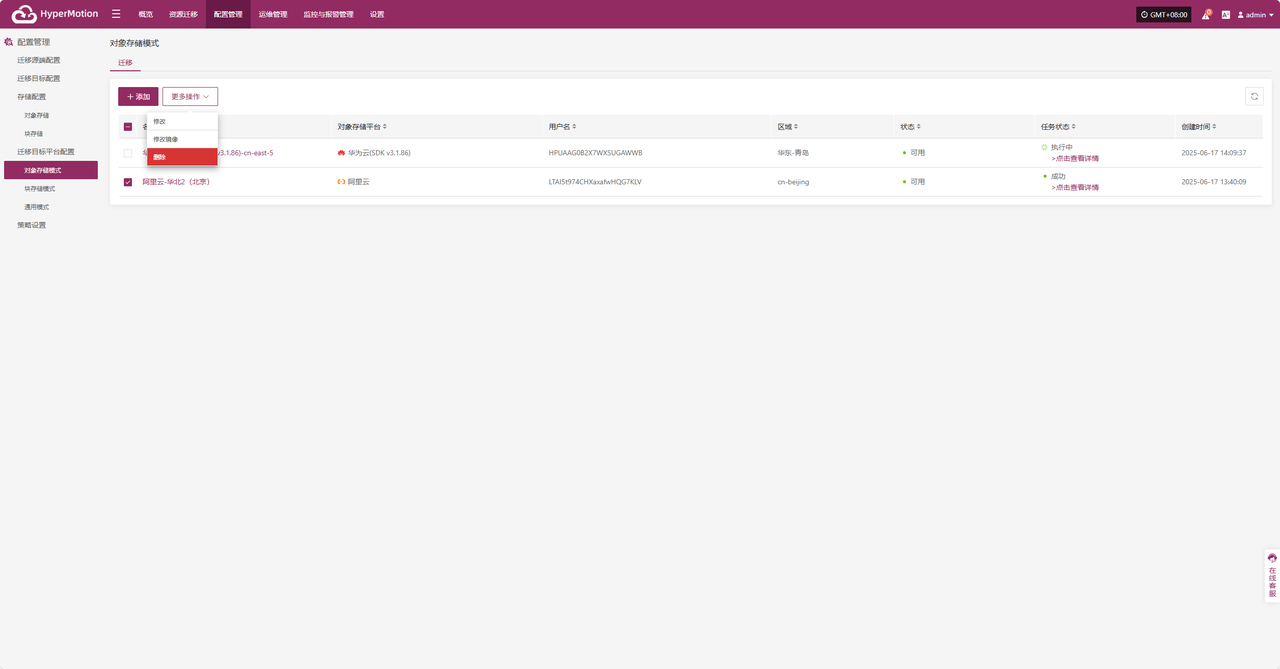 HyperMotion
概览 资源迁移 配置管理 运维管理 监控与报警管理 设置
GMT+08:00
0
admin
配置管理
迁移源端配置
迁移目标配置
存储配置
对象存储
块存储
迁移目标平台配置
对象存储模式
块存储模式
通用模式
策略设置
对象存储模式
迁移
添加 更多操作
修改
修改镜像
删除
对象存储平台 用户名 区域 状态 任务状态 创建时间
v3.1.86)-cn-east-5 华为云(SDK v3.1.86) HPUAAG0B2X7WXSUGAWWB 华东-青岛 可用 执行中 2025-06-17 14:09:37
>点击查看详情
阿里云-华北2（北京） 阿里云 LTAI5t974CHXaxafwHQG7KLV cn-beijing 可用 成功 2025-06-17 13:40:09
>点击查看详情
在线客服